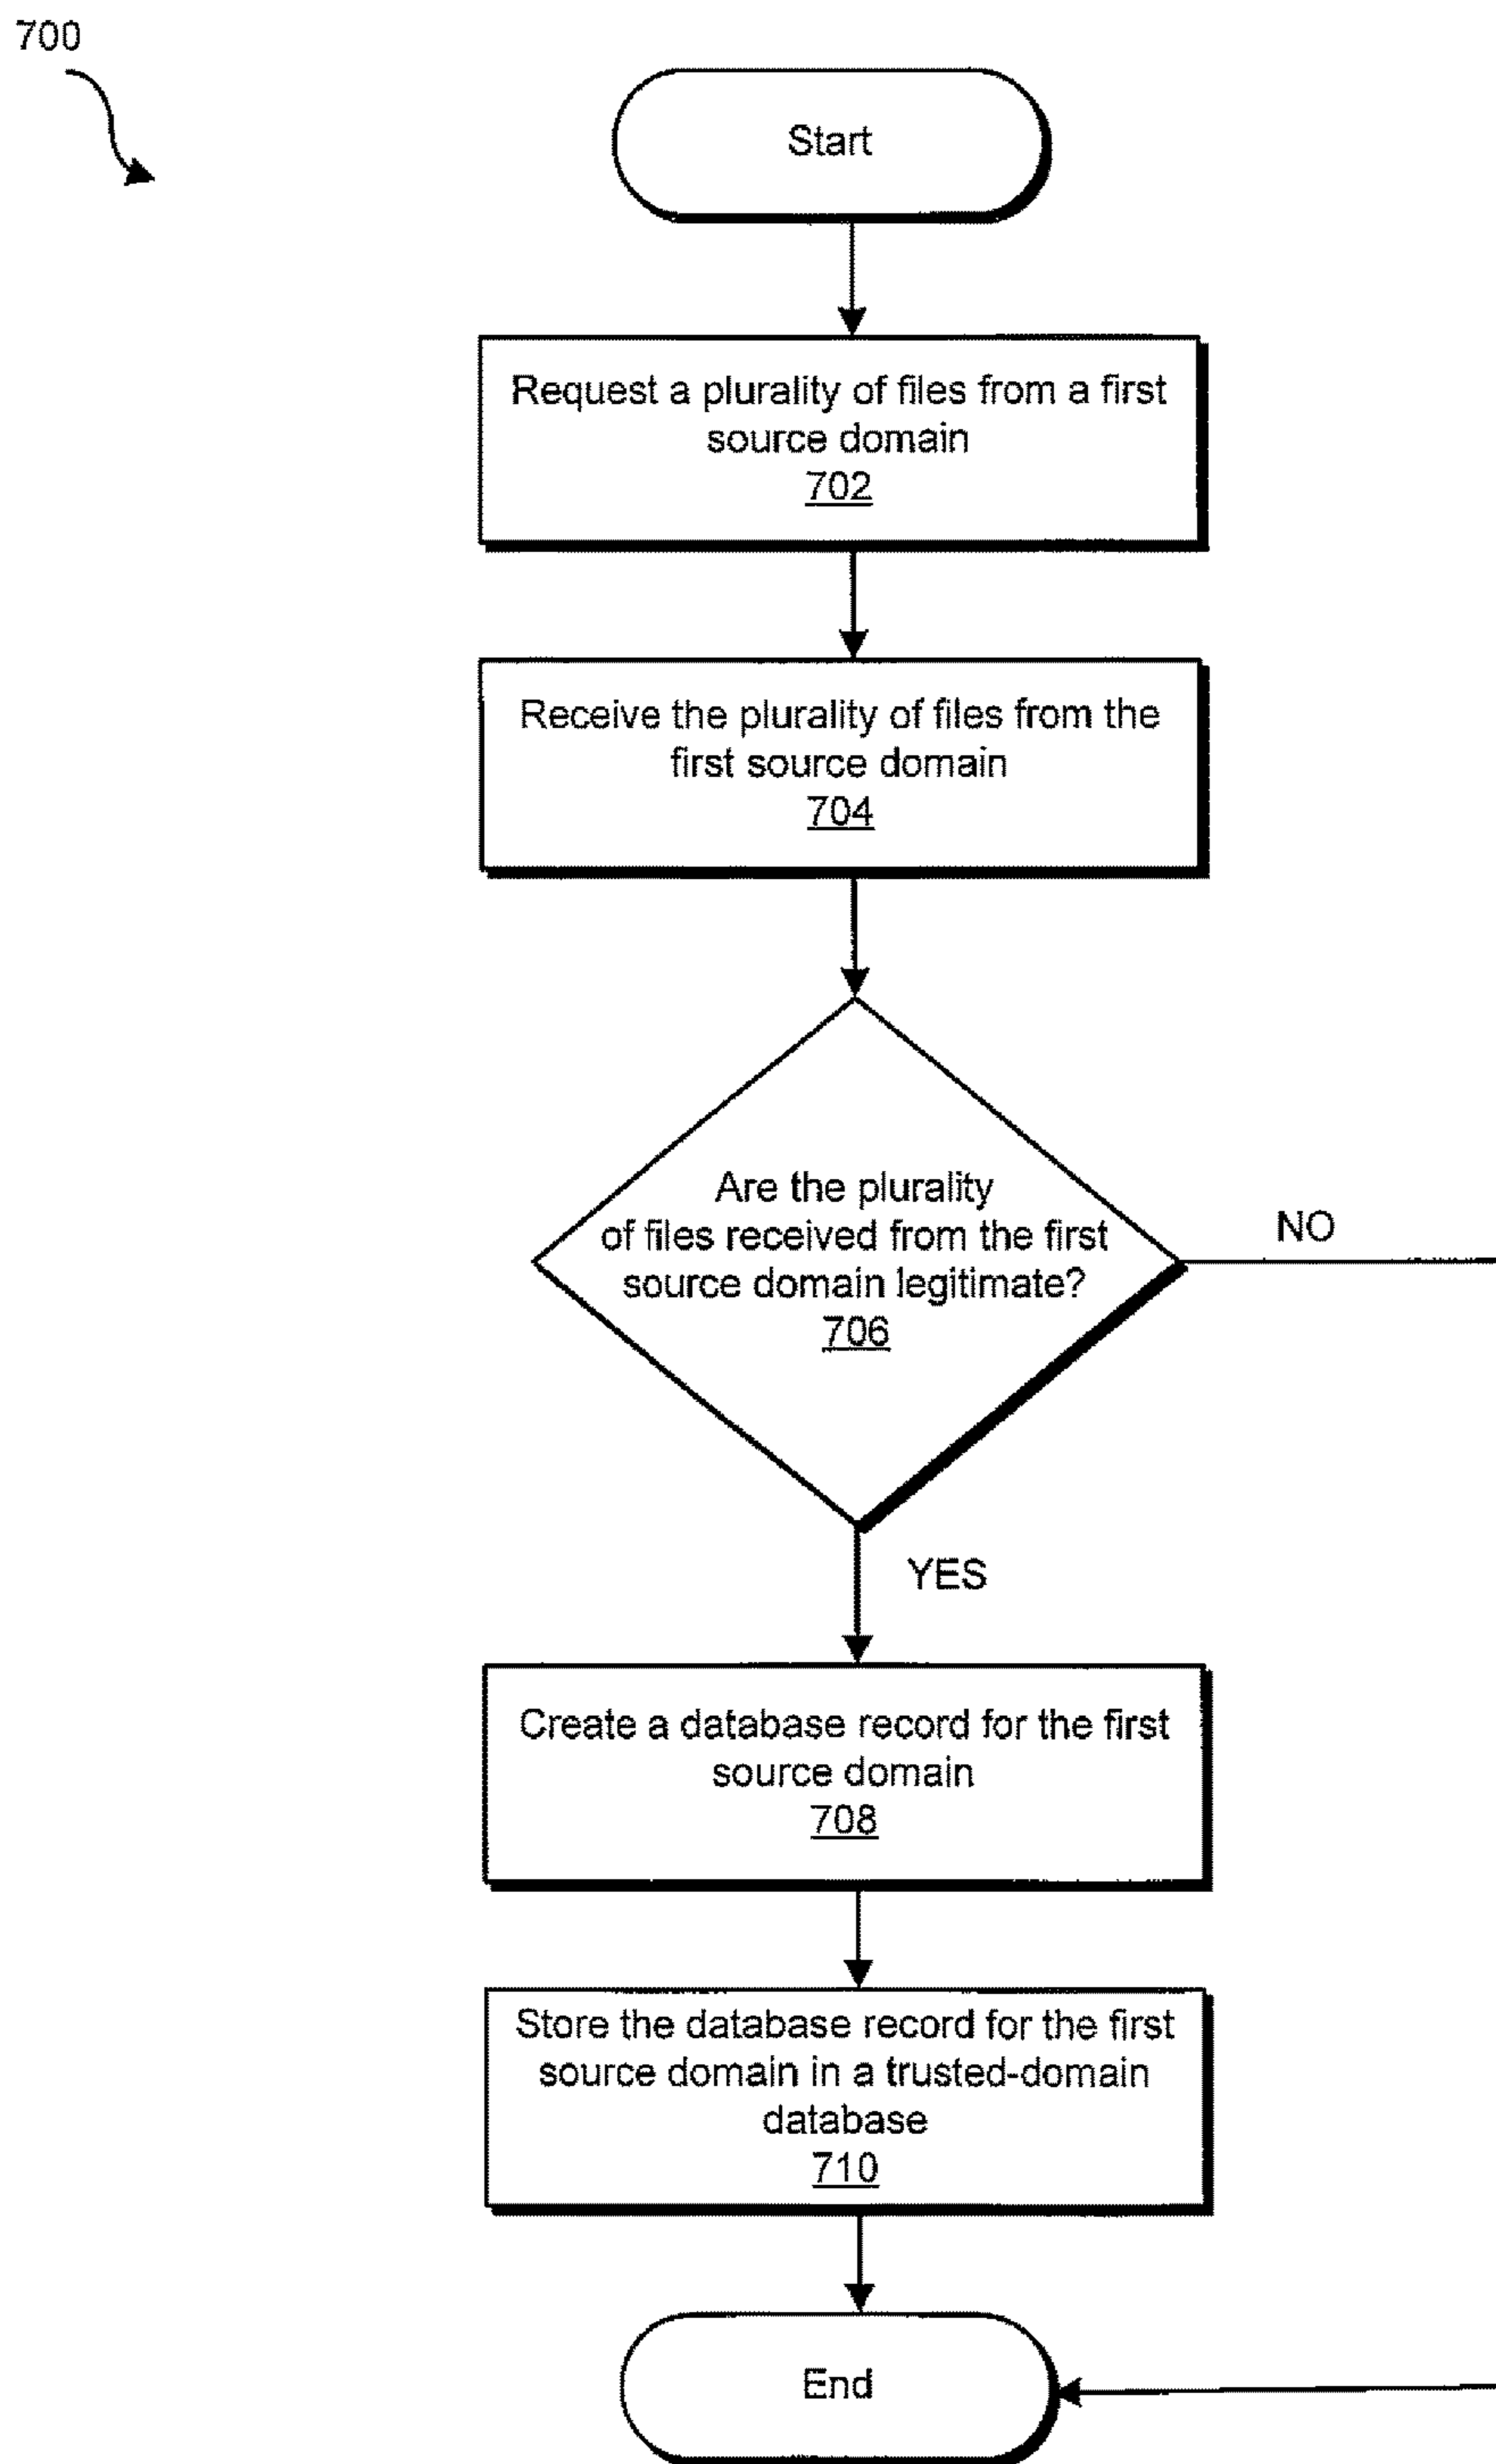 700
Start
Request a plurality of files from a first
source domain
702
Receive the plurality of files from the
first source domain
704
Are the plurality
of files received from the first
source domain legitimate?
706
NO
YES
Create a database record for the first
source domain
708
Store the database record for the first
source domain in a trusted-domain
database
710
End